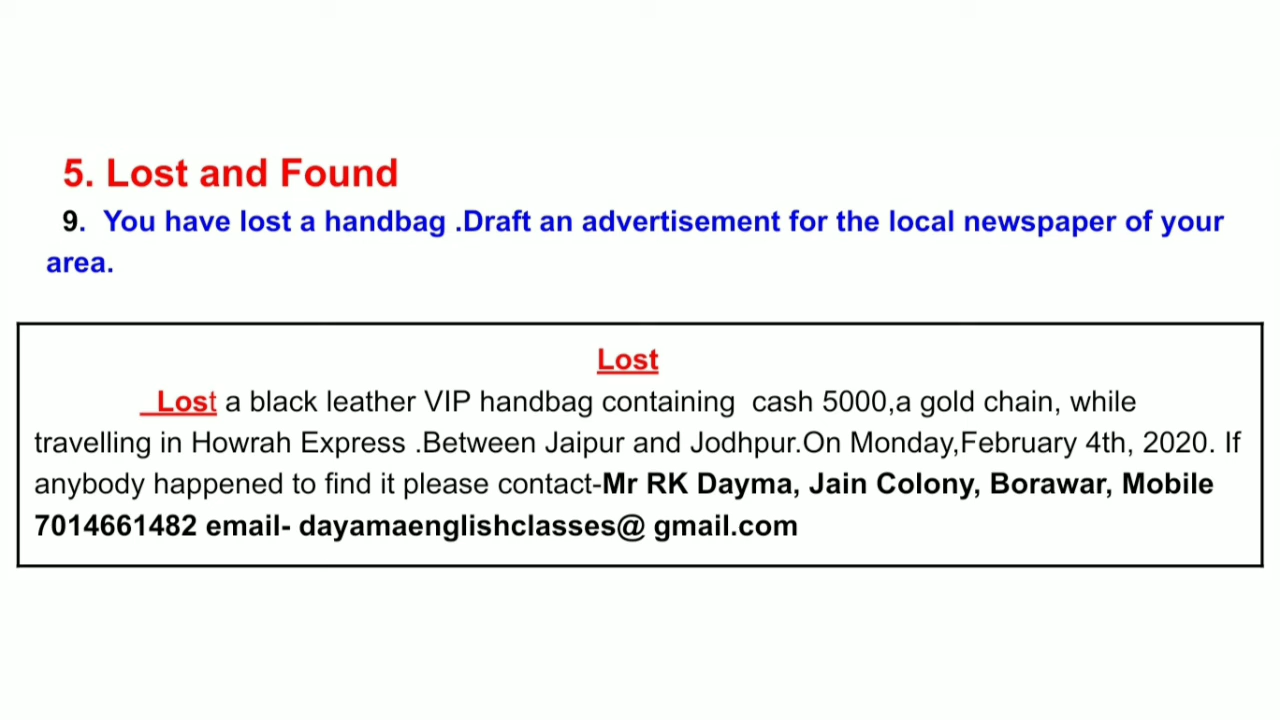 5. Lost and Found
9. You have lost a handbag .Draft an advertisement for the local newspaper of your
area.
Lost
Lost a black leather VIP handbag containing cash 5000,a gold chain, while
travelling in Howrah Express .Between Jaipur and Jodhpur.On Monday,February 4th, 2020. If
anybody happened to find it please contact-Mr RK Dayma, Jain Colony, Borawar, Mobile
7014661482 email- dayamaenglishclasses@ gmail.com